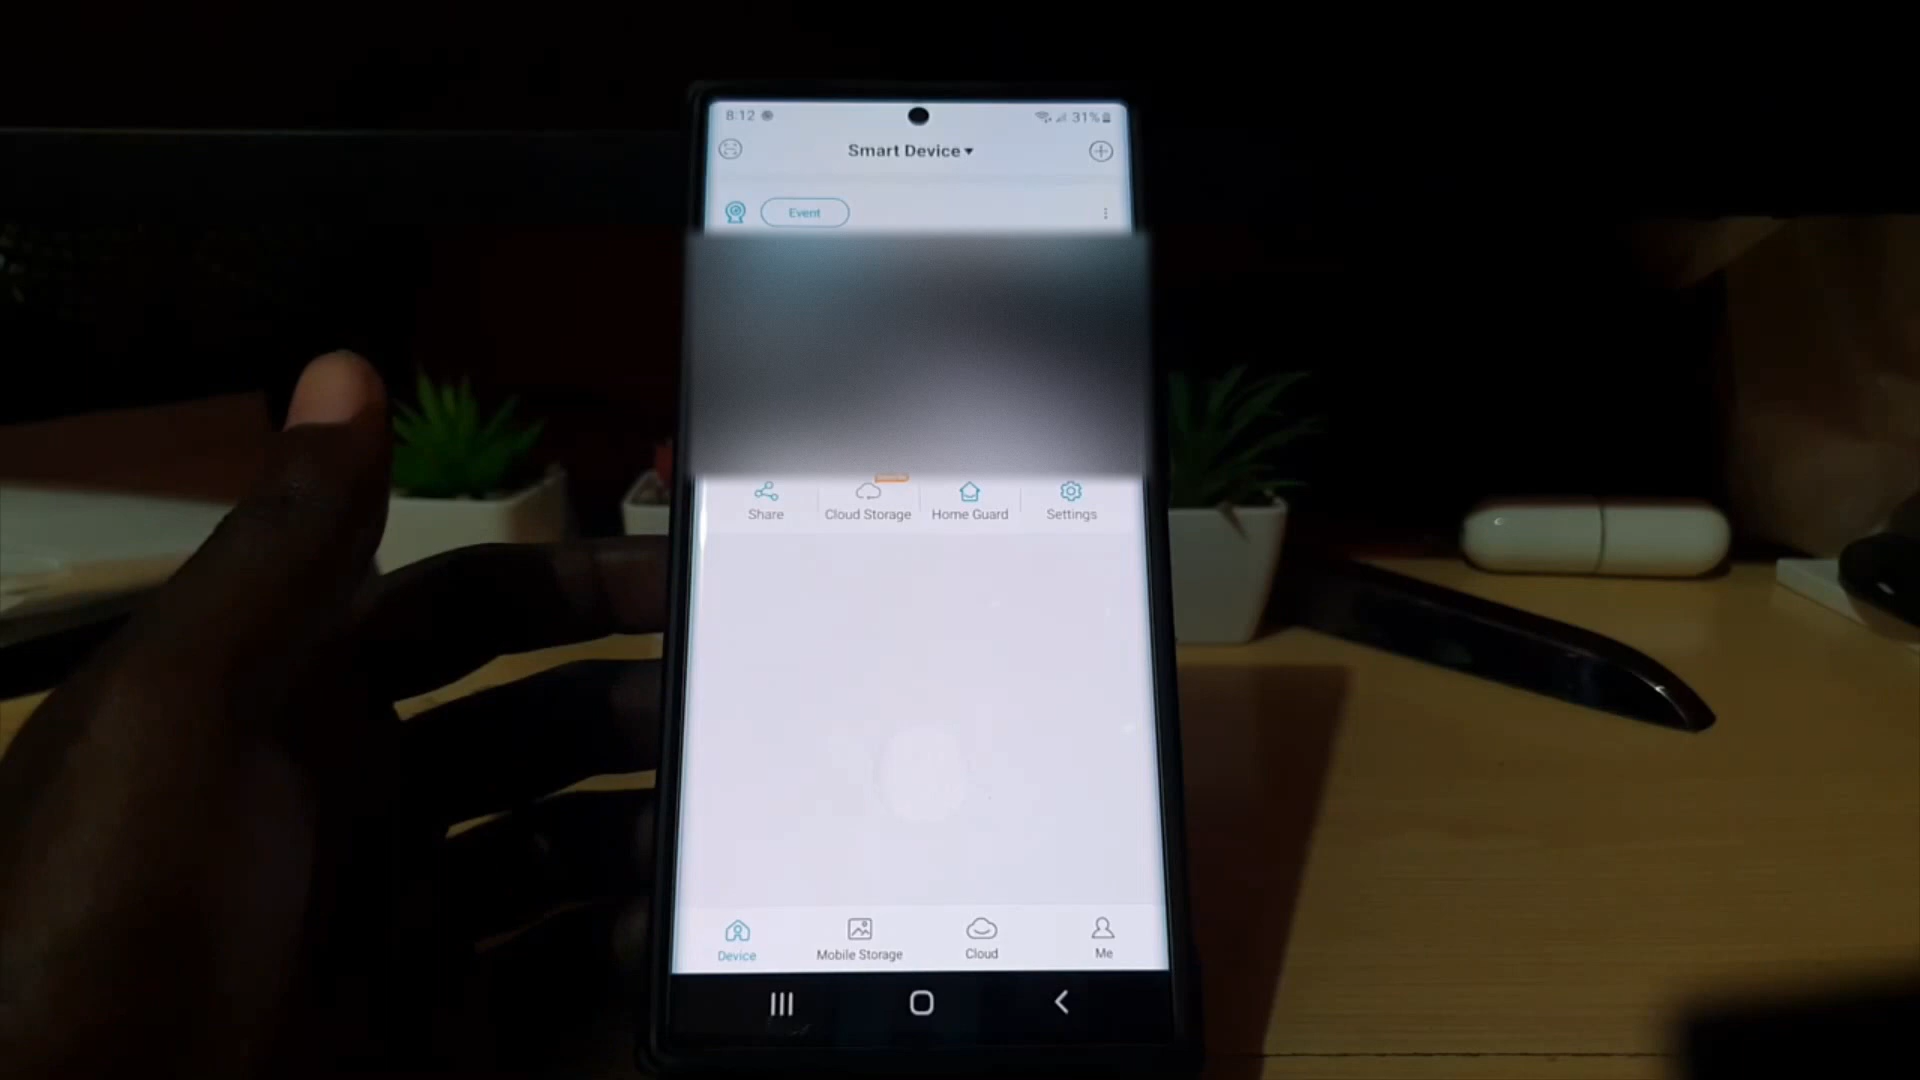 8:12 31%
Smart Device
Event
Share Cloud Storage Home Guard Settings
Device Mobile Storage Cloud Me